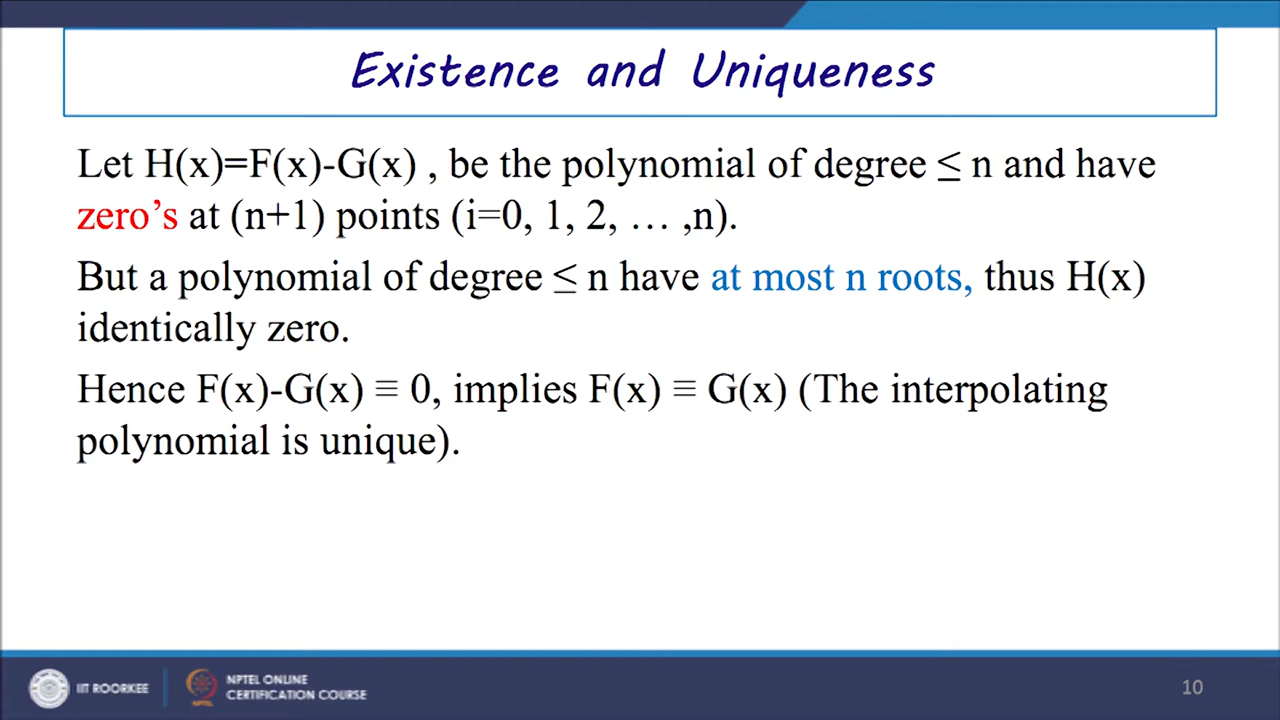 Existence and Uniqueness
Let H(x)=F(x)-G(x) , be the polynomial of degree ≤ n and have
zero’s at (n+1) points (i=0, 1, 2, … ,n).
But a polynomial of degree ≤ n have at most n roots, thus H(x)
identically zero.
Hence F(x)-G(x) ≡ 0, implies F(x) ≡ G(x) (The interpolating
polynomial is unique).
IIT ROORKEE
NPTEL ONLINE
CERTIFICATION COURSE
10